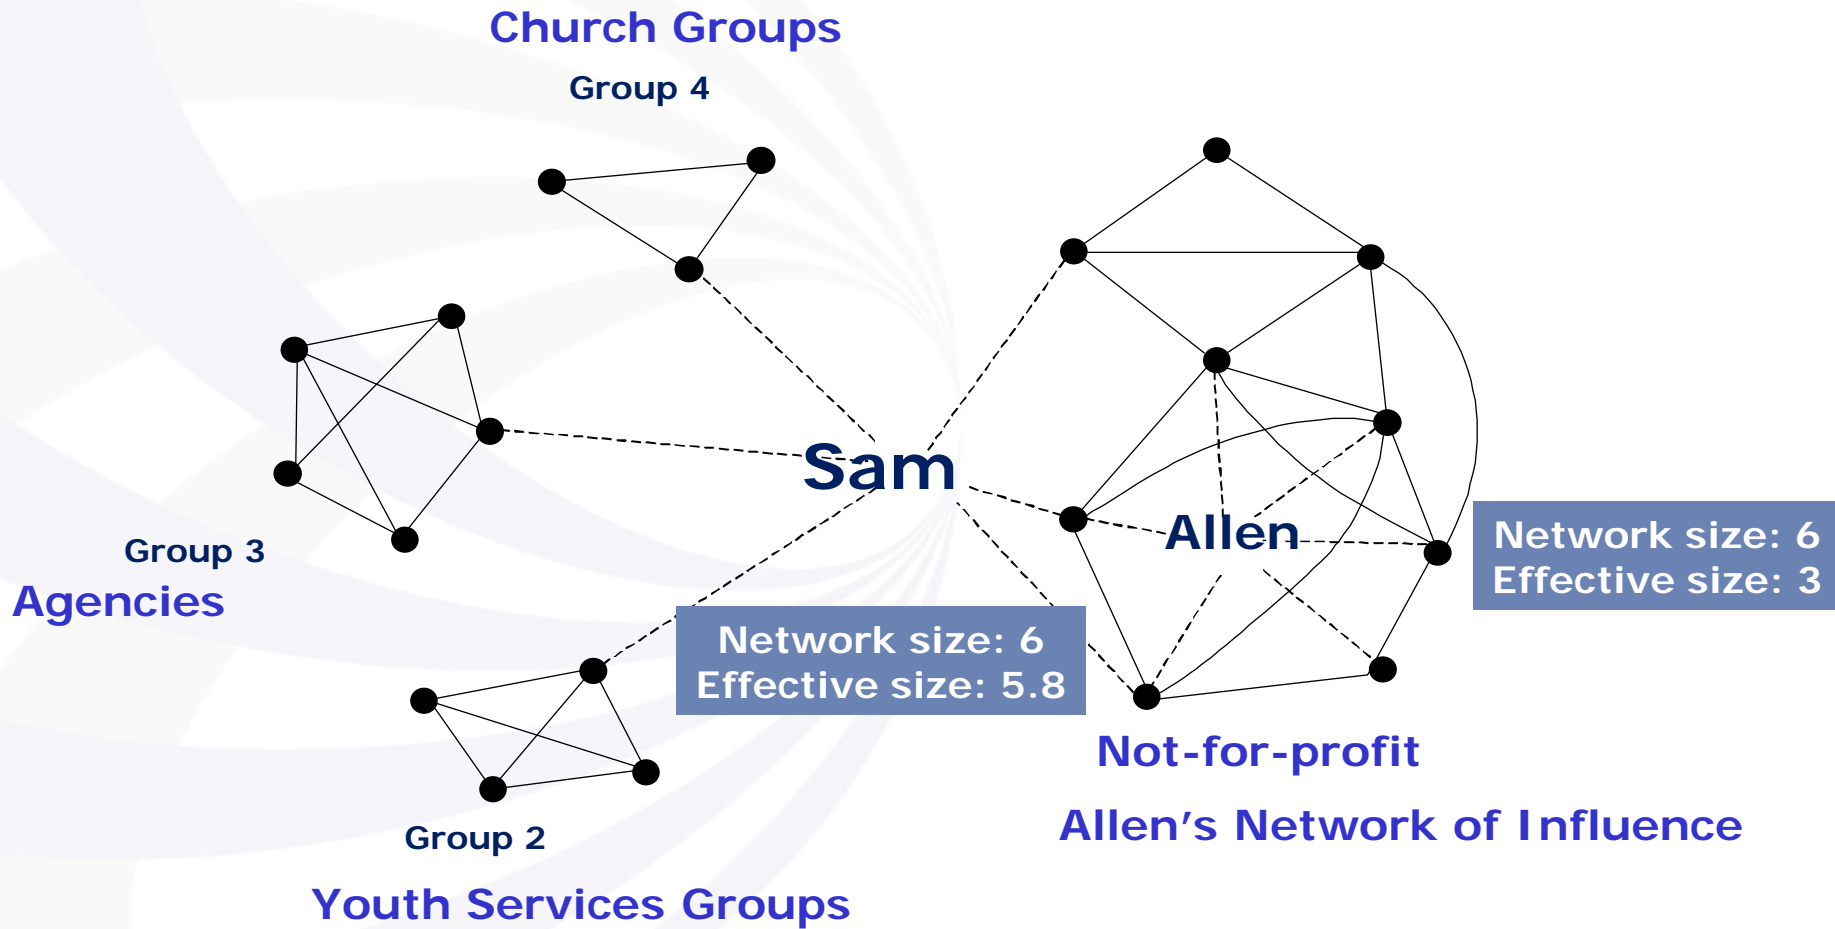 Church Groups
Group 4
Sam
Allen
Network size: 6
Effective size: 3
Group 3
Agencies
Network size: 6
Effective size: 5.8
Not-for-profit
Allen’s Network of Influence
Group 2
Youth Services Groups